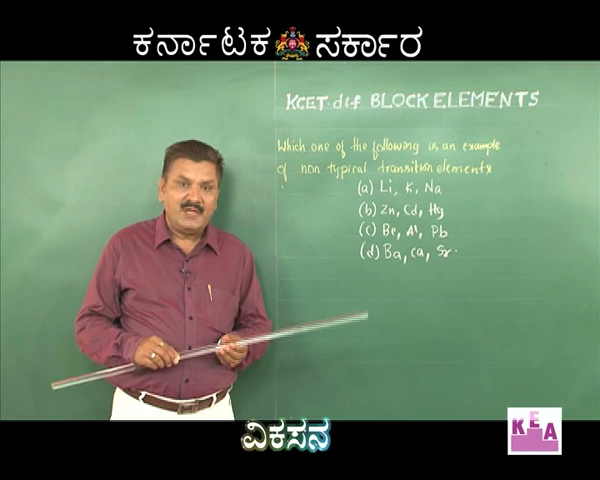 ಕರ್ನಾಟಕ ಸರ್ಕಾರ
KCET d&f BLOCK ELEMENTS
Which one of the following is an example
of non typical transition elements
(a) Li, K, Na
(b) Zn, Cd, Hg
(c) Be, Al, Pb
(d) Ba, Ca, Sr.
ವಿಕಸನ
KEA